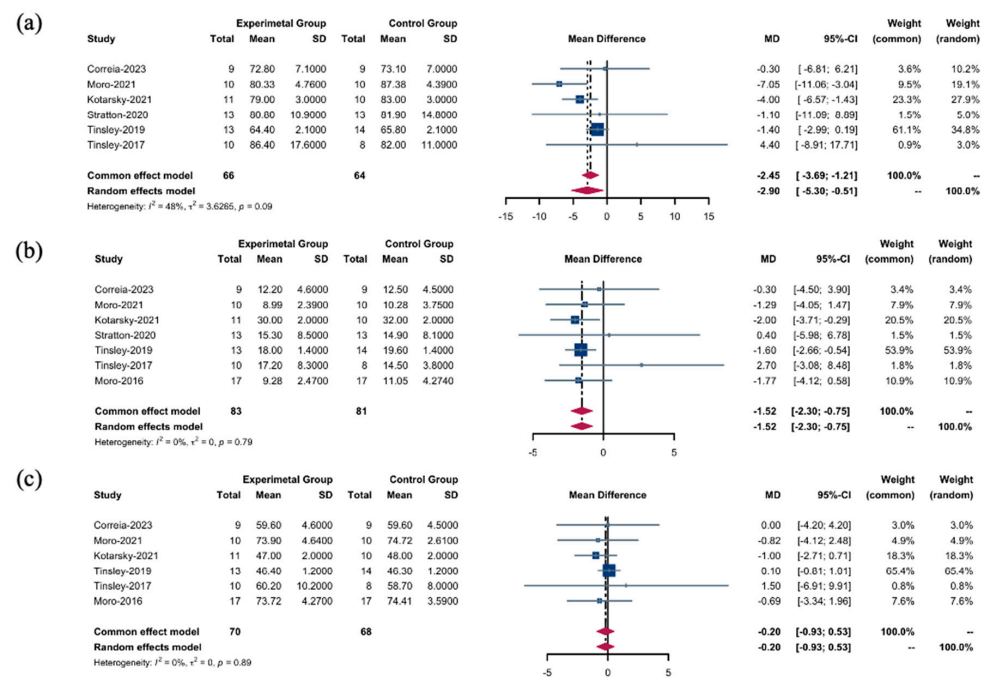 (a)
Experimetal Group Control Group Weight Weight
Study Total Mean SD Total Mean SD Mean Difference MD 95%-CI (common) (random)
Correia-2023 9 72.80 7.1000 9 73.10 7.0000 -0.30 [ -6.81; 6.21] 3.6% 10.2%
Moro-2021 10 80.33 4.7600 10 87.38 4.3900 -7.05 [-11.06; -3.04] 9.5% 19.1%
Kotarsky-2021 11 79.00 3.0000 10 83.00 3.0000 -4.00 [ -6.57; -1.43] 23.3% 27.9%
Stratton-2020 13 80.80 10.9000 13 81.90 14.8000 -1.10 [-11.09; 8.89] 1.5% 5.0%
Tinsley-2019 13 64.40 2.1000 14 65.80 2.1000 -1.40 [ -2.99; 0.19] 61.1% 34.8%
Tinsley-2017 10 86.40 17.6000 8 82.00 11.0000 4.40 [ -8.91; 17.71] 0.9% 3.0%
Common effect model 66 64 -2.45 [ -3.69; -1.21] 100.0% --
Random effects model -2.90 [ -5.30; -0.51] -- 100.0%
Heterogeneity: I² = 48%, τ² = 3.6265, p = 0.09
-15 -10 -5 0 5 10 15
(b)
Experimetal Group Control Group Weight Weight
Study Total Mean SD Total Mean SD Mean Difference MD 95%-CI (common) (random)
Correia-2023 9 12.20 4.6000 9 12.50 4.5000 -0.30 [-4.50; 3.90] 3.4% 3.4%
Moro-2021 10 8.99 2.3900 10 10.28 3.7500 -1.29 [-4.05; 1.47] 7.9% 7.9%
Kotarsky-2021 11 30.00 2.0000 10 32.00 2.0000 -2.00 [-3.71; -0.29] 20.5% 20.5%
Stratton-2020 13 15.30 8.5000 13 14.90 8.1000 0.40 [-5.98; 6.78] 1.5% 1.5%
Tinsley-2019 13 18.00 1.4000 14 19.60 1.4000 -1.60 [-2.66; -0.54] 53.9% 53.9%
Tinsley-2017 10 17.20 8.3000 8 14.50 3.8000 2.70 [-3.08; 8.48] 1.8% 1.8%
Moro-2016 17 9.28 2.4700 17 11.05 4.2740 -1.77 [-4.12; 0.58] 10.9% 10.9%
Common effect model 83 81 -1.52 [-2.30; -0.75] 100.0% --
Random effects model -1.52 [-2.30; -0.75] -- 100.0%
Heterogeneity: I² = 0%, τ² = 0, p = 0.79
-5 0 5
(c)
Experimetal Group Control Group Weight Weight
Study Total Mean SD Total Mean SD Mean Difference MD 95%-CI (common) (random)
Correia-2023 9 59.60 4.6000 9 59.60 4.5000 0.00 [-4.20; 4.20] 3.0% 3.0%
Moro-2021 10 73.90 4.6400 10 74.72 2.6100 -0.82 [-4.12; 2.48] 4.9% 4.9%
Kotarsky-2021 11 47.00 2.0000 10 48.00 2.0000 -1.00 [-2.71; 0.71] 18.3% 18.3%
Tinsley-2019 13 46.40 1.2000 14 46.30 1.2000 0.10 [-0.81; 1.01] 65.4% 65.4%
Tinsley-2017 10 60.20 10.2000 8 58.70 8.0000 1.50 [-6.91; 9.91] 0.8% 0.8%
Moro-2016 17 73.72 4.2700 17 74.41 3.5900 -0.69 [-3.34; 1.96] 7.6% 7.6%
Common effect model 70 68 -0.20 [-0.93; 0.53] 100.0% --
Random effects model -0.20 [-0.93; 0.53] -- 100.0%
Heterogeneity: I² = 0%, τ² = 0, p = 0.89
-5 0 5